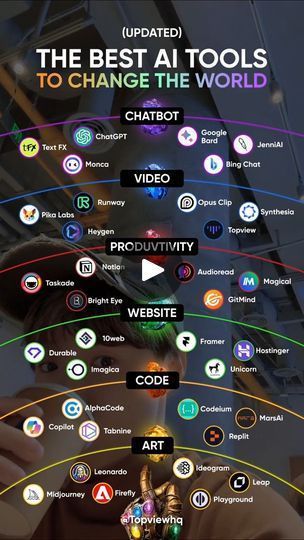 (UPDATED)
THE BEST AI TOOLS
TO CHANGE THE WORLD
CHATBOT
TFX Text FX
ChatGPT
Google
Bard
JenniAI
Monca
Bing Chat
VIDEO
Pika Labs
Runway
Opus Clip
Synthesia
Heygen
Topview
PRODUVTIVITY
Taskade
Notion
Audioread
Magical
Bright Eye
GitMind
WEBSITE
Durable
10web
Framer
Hostinger
Imagica
Unicorn
CODE
AlphaCode
Codeium
MarsAi
Copilot
Tabnine
Replit
ART
Leonardo
Ideogram
Leap
Midjourney
Firefly
Playground
@Topviewhq